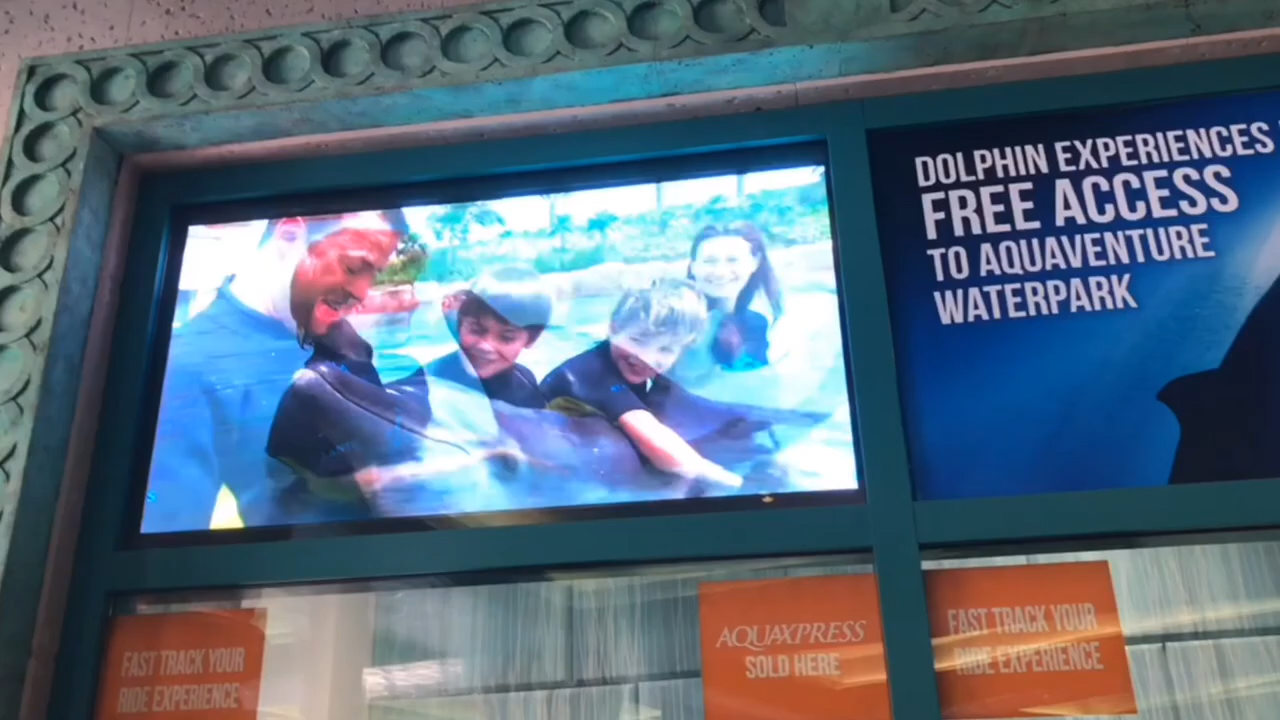 DOLPHIN EXPERIENCES
FREE ACCESS
TO AQUAVENTURE
WATERPARK
FAST TRACK YOUR
RIDE EXPERIENCE
AQUAXPRESS
SOLD HERE
FAST TRACK YOUR
RIDE EXPERIENCE